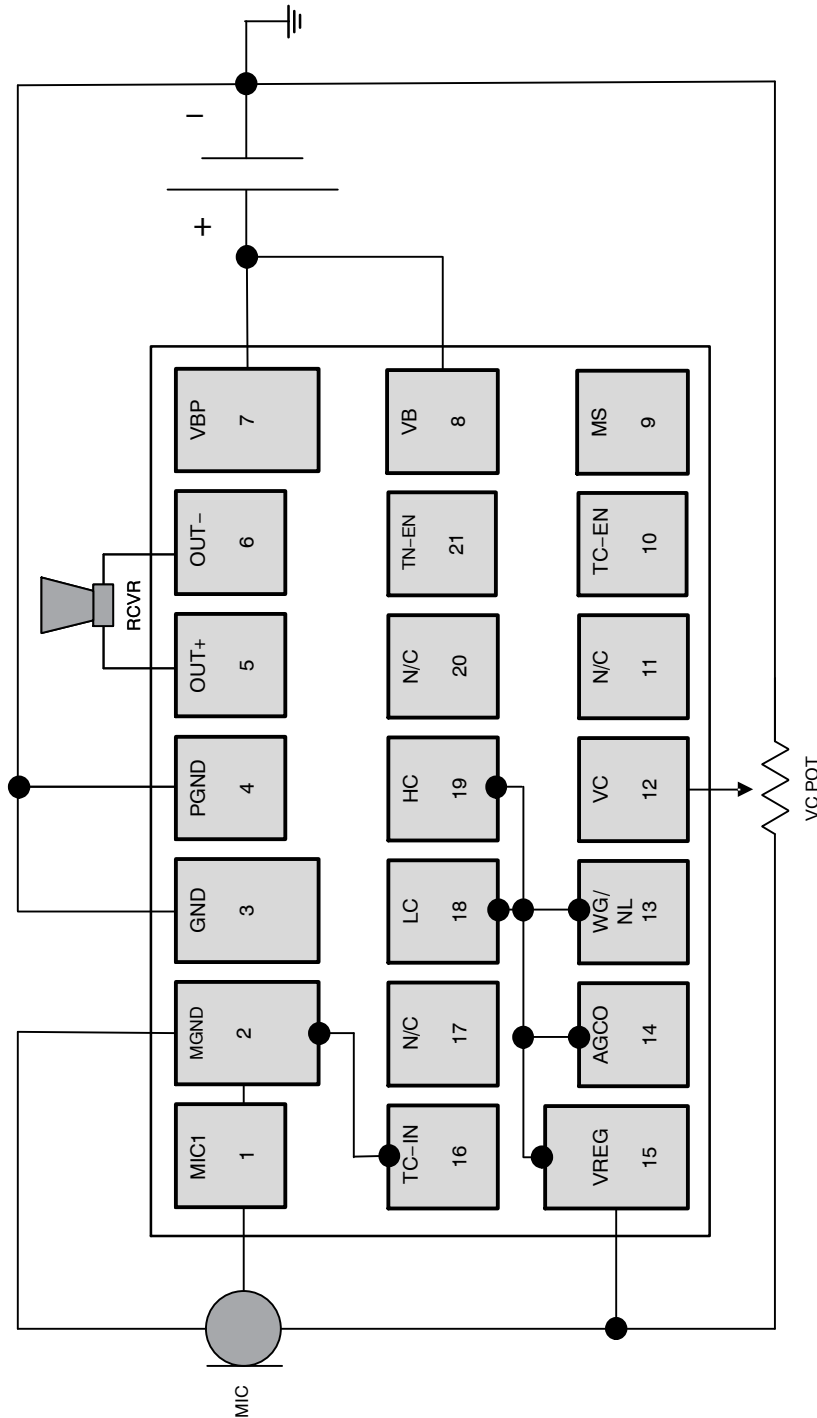 RCVR
MIC1
MGND
GND
PGND
OUT+
OUT−
VBP
+
−
MIC
1
2
3
4
5
6
7
TC−IN
N/C
LC
HC
N/C
TN−EN
VB
16
17
18
19
20
21
8
VREG
AGCO
WG/
NL
VC
N/C
TC−EN
MS
15
14
13
12
11
10
9
VC POT